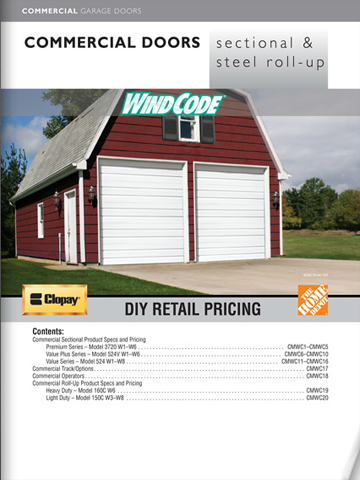 COMMERCIAL GARAGE DOORS
COMMERCIAL DOORS sectional &
steel roll-up
WINDCODE®
Clopay®
DIY RETAIL PRICING
THE HOME DEPOT
Contents:
Commercial Sectional Product Specs and Pricing
Premium Series – Model 3720 W1–W6 CMWC1–CMWC5
Value Plus Series – Model 524V W1–W6 CMWC6–CMWC10
Value Series – Model 524 W1–W8 CMWC11–CMWC16
Commercial Track/Options CMWC17
Commercial Operators CMWC18
Commercial Roll-Up Product Specs and Pricing
Heavy Duty – Model 160C W6 CMWC19
Light Duty – Model 150C W3–W8 CMWC20